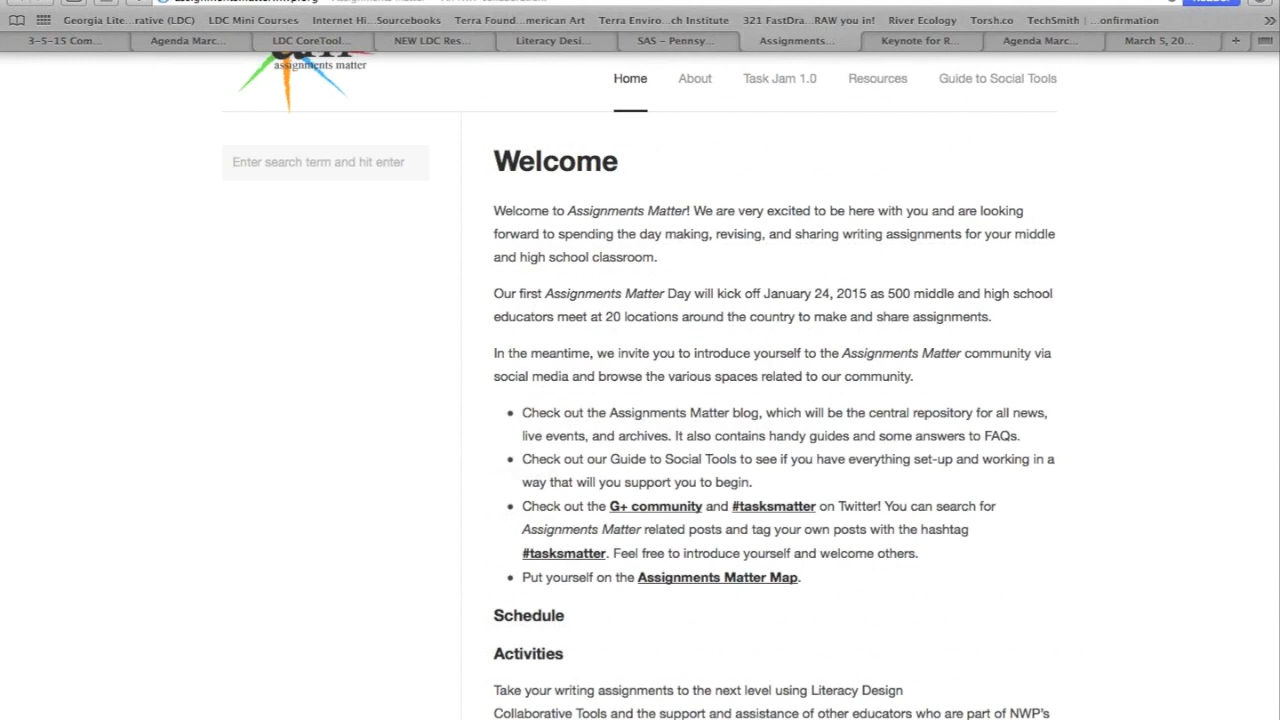 Georgia Lite...rative (LDC) LDC Mini Courses Internet Hi...Sourcebooks Terra Found...merican Art Terra Enviro...ch Institute 321 FastDra...RAW you in! River Ecology Torsh.co TechSmith | ...onfirmation
3-5-15 Com... Agenda Marc... LDC CoreTool... NEW LDC Res... Literacy Desi... SAS – Pennsy... Assignments... Keynote for R... Agenda Marc... March 5, 20...
assignments matter
Home About Task Jam 1.0 Resources Guide to Social Tools
Enter search term and hit enter
Welcome
Welcome to Assignments Matter! We are very excited to be here with you and are looking
forward to spending the day making, revising, and sharing writing assignments for your middle
and high school classroom.
Our first Assignments Matter Day will kick off January 24, 2015 as 500 middle and high school
educators meet at 20 locations around the country to make and share assignments.
In the meantime, we invite you to introduce yourself to the Assignments Matter community via
social media and browse the various spaces related to our community.
• Check out the Assignments Matter blog, which will be the central repository for all news,
live events, and archives. It also contains handy guides and some answers to FAQs.
• Check out our Guide to Social Tools to see if you have everything set-up and working in a
way that will you support you to begin.
• Check out the G+ community and #tasksmatter on Twitter! You can search for
Assignments Matter related posts and tag your own posts with the hashtag
#tasksmatter. Feel free to introduce yourself and welcome others.
• Put yourself on the Assignments Matter Map.
Schedule
Activities
Take your writing assignments to the next level using Literacy Design
Collaborative Tools and the support and assistance of other educators who are part of NWP's